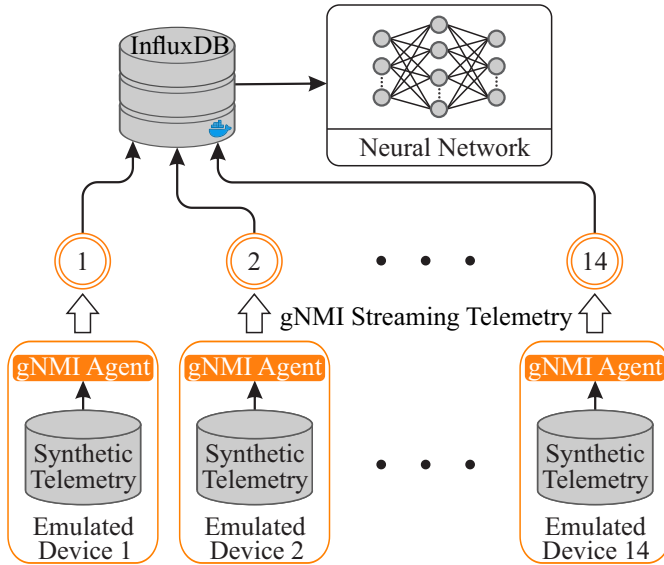 InfluxDB
Neural Network
1
2
14
gNMI Streaming Telemetry
gNMI Agent
gNMI Agent
gNMI Agent
Synthetic
Telemetry
Synthetic
Telemetry
Synthetic
Telemetry
Emulated
Device 1
Emulated
Device 2
Emulated
Device 14